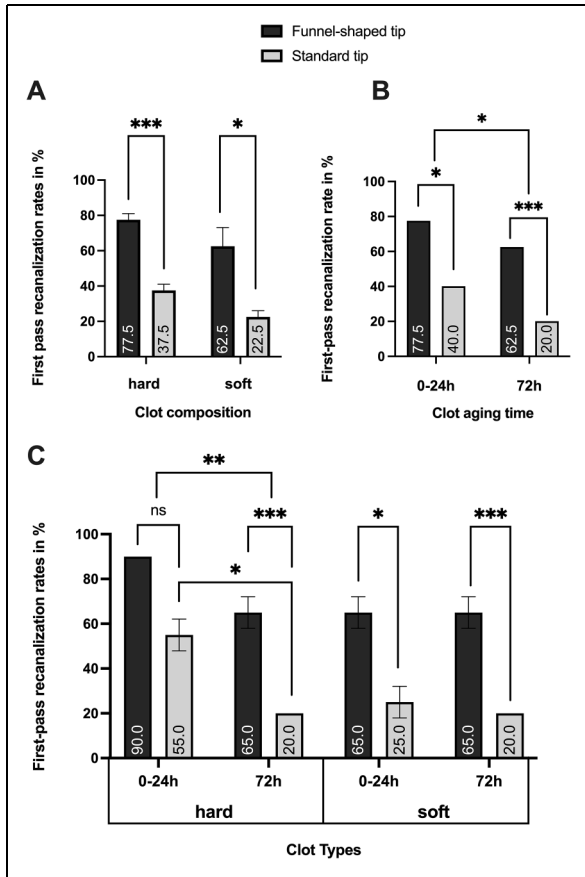 Funnel-shaped tip
Standard tip
A
B
***
*
*
*
***
First pass recanalization rates in %
First-pass recanalization rate in %
100
80
60
40
20
0
100
80
60
40
20
0
77.5
37.5
62.5
22.5
77.5
40.0
62.5
20.0
hard
soft
0-24h
72h
Clot composition
Clot aging time
C
**
ns
***
*
***
*
First-pass recanalization rates in %
100
80
60
40
20
0
90.0
55.0
65.0
20.0
65.0
25.0
65.0
20.0
0-24h
72h
0-24h
72h
hard
soft
Clot Types